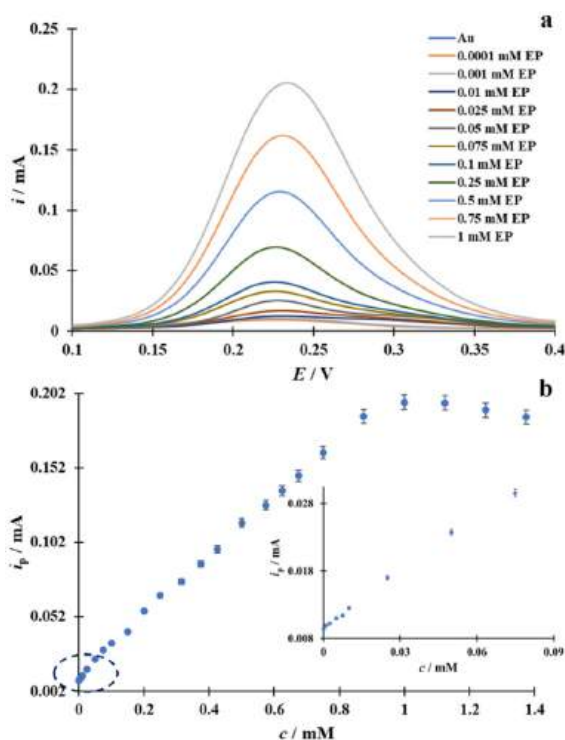 a
0.25
0.2
0.15
0.1
0.05
0
i / mA
Au
0.0001 mM EP
0.001 mM EP
0.01 mM EP
0.025 mM EP
0.05 mM EP
0.075 mM EP
0.1 mM EP
0.25 mM EP
0.5 mM EP
0.75 mM EP
1 mM EP
0.1 0.15 0.2 0.25 0.3 0.35 0.4
E / V
b
0.202
0.152
0.102
0.052
0.002
ip / mA
0.028
0.018
0.008
ip / mA
0 0.03 0.06 0.09
c / mM
0 0.2 0.4 0.6 0.8 1 1.2 1.4
c / mM